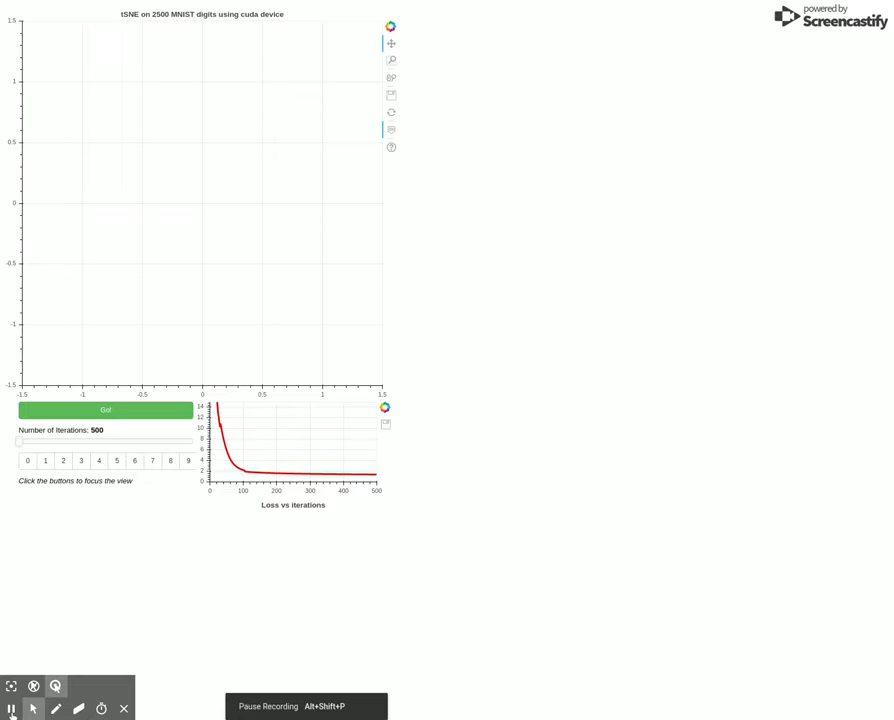 tSNE on 2500 MNIST digits using cuda device
powered by
Screencastify
1.5
1
0.5
0
-0.5
-1
-1.5
-1.5 -1 -0.5 0 0.5 1 1.5
Go!
Number of Iterations: 500
0 1 2 3 4 5 6 7 8 9
Click the buttons to focus the view
14
12
10
8
6
4
2
0
0 100 200 300 400 500
Loss vs iterations
Pause Recording Alt+Shift+P